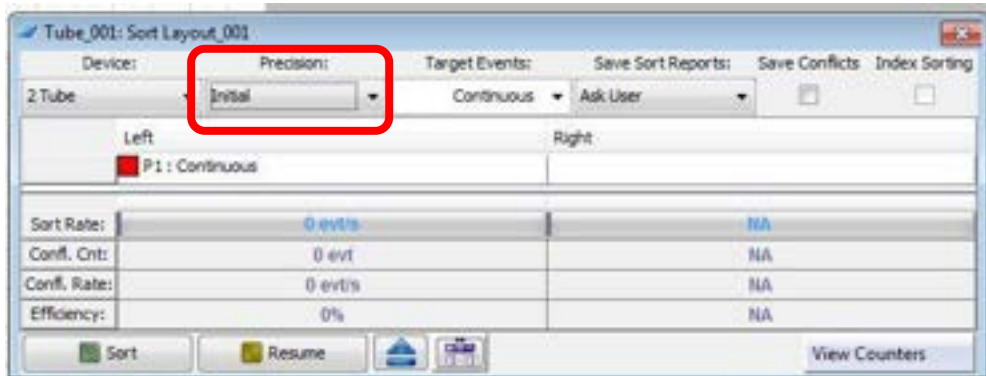 Tube_001: Sort Layout_001
Device: Precision: Target Events: Save Sort Reports: Save Conflicts Index Sorting
2 Tube Initial Continuous Ask User
Left Right
P1 : Continuous
Sort Rate: 0 evt/s NA
Confl. Cnt: 0 evt NA
Confl. Rate: 0 evt/s NA
Efficiency: 0% NA
Sort Resume View Counters